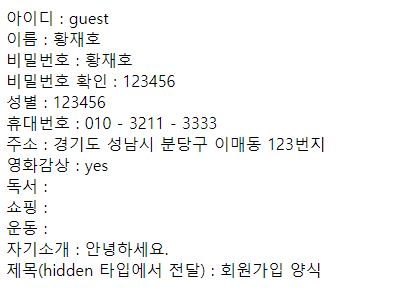 아이디 : guest
이름 : 황재호
비밀번호 : 황재호
비밀번호 확인 : 123456
성별 : 123456
휴대번호 : 010 - 3211 - 3333
주소 : 경기도 성남시 분당구 이매동 123번지
영화감상 : yes
독서 :
쇼핑 :
운동 :
자기소개 : 안녕하세요.
제목(hidden 타입에서 전달) : 회원가입 양식